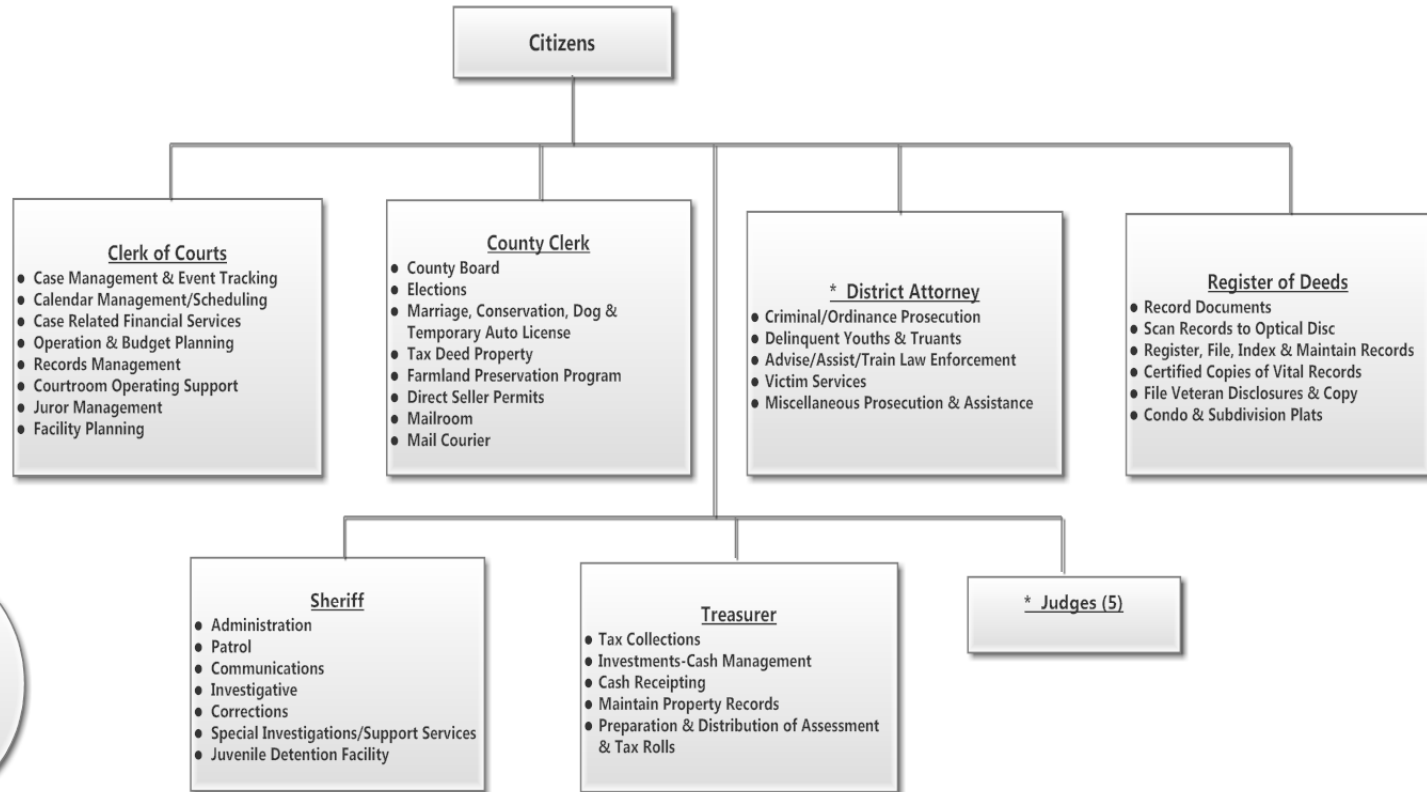 Citizens
Clerk of Courts
● Case Management & Event Tracking
● Calendar Management/Scheduling
● Case Related Financial Services
● Operation & Budget Planning
● Records Management
● Courtroom Operating Support
● Juror Management
● Facility Planning
County Clerk
● County Board
● Elections
● Marriage, Conservation, Dog &
Temporary Auto License
● Tax Deed Property
● Farmland Preservation Program
● Direct Seller Permits
● Mailroom
● Mail Courier
* District Attorney
● Criminal/Ordinance Prosecution
● Delinquent Youths & Truants
● Advise/Assist/Train Law Enforcement
● Victim Services
● Miscellaneous Prosecution & Assistance
Register of Deeds
● Record Documents
● Scan Records to Optical Disc
● Register, File, Index & Maintain Records
● Certified Copies of Vital Records
● File Veteran Disclosures & Copy
● Condo & Subdivision Plats
Sheriff
● Administration
● Patrol
● Communications
● Investigative
● Corrections
● Special Investigations/Support Services
● Juvenile Detention Facility
Treasurer
● Tax Collections
● Investments-Cash Management
● Cash Receipting
● Maintain Property Records
● Preparation & Distribution of Assessment
& Tax Rolls
* Judges (5)